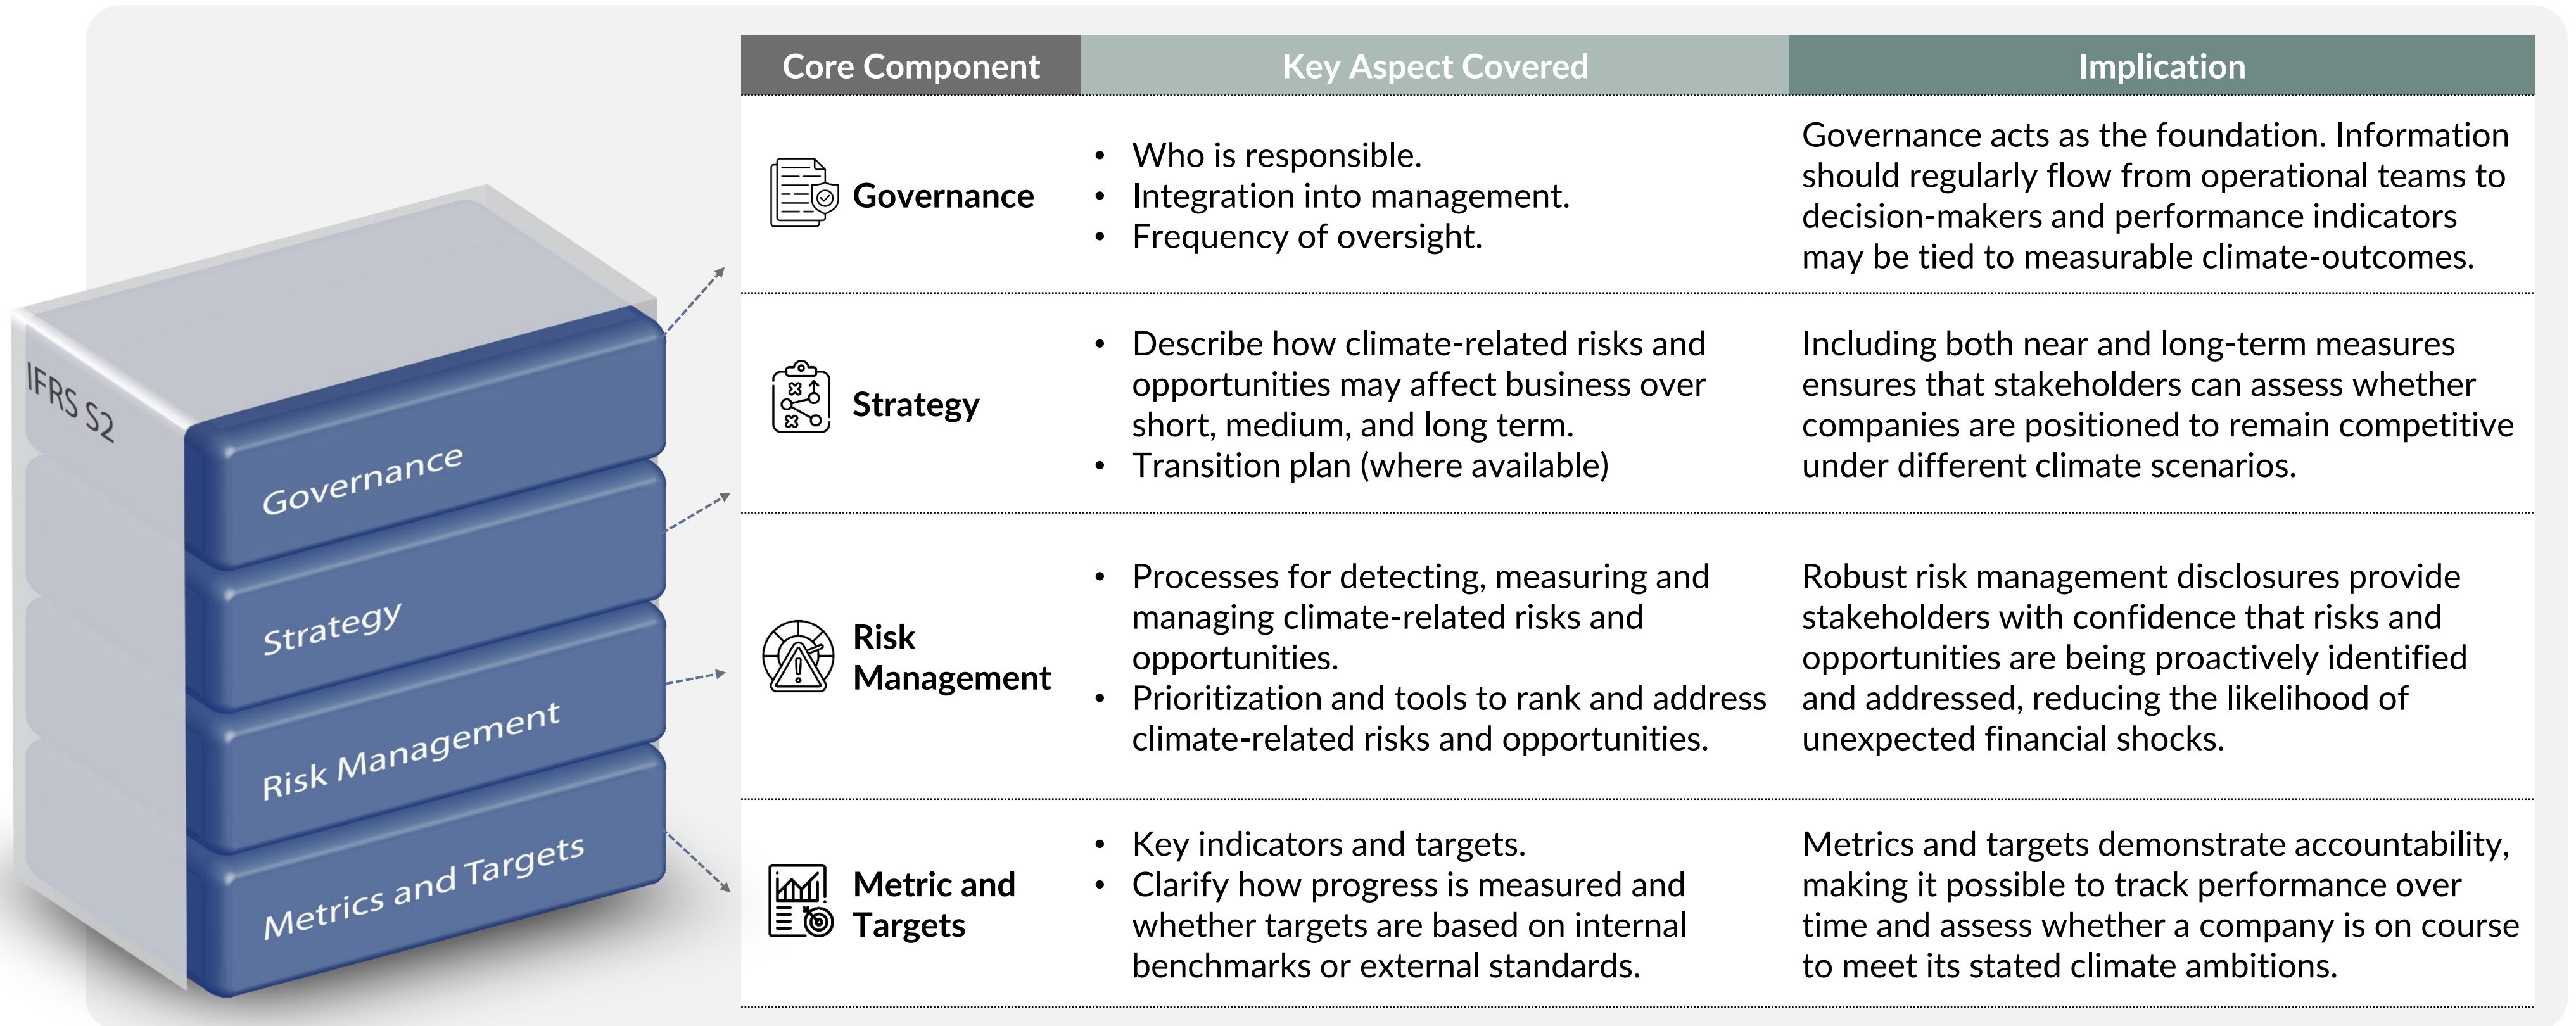 IFRS S2
Governance
Strategy
Risk Management
Metrics and Targets
Core Component
Key Aspect Covered
Implication
Governance
• Who is responsible.
• Integration into management.
• Frequency of oversight.
Governance acts as the foundation. Information
should regularly flow from operational teams to
decision-makers and performance indicators
may be tied to measurable climate-outcomes.
Strategy
• Describe how climate-related risks and
opportunities may affect business over
short, medium, and long term.
• Transition plan (where available)
Including both near and long-term measures
ensures that stakeholders can assess whether
companies are positioned to remain competitive
under different climate scenarios.
Risk
Management
• Processes for detecting, measuring and
managing climate-related risks and
opportunities.
• Prioritization and tools to rank and address
climate-related risks and opportunities.
Robust risk management disclosures provide
stakeholders with confidence that risks and
opportunities are being proactively identified
and addressed, reducing the likelihood of
unexpected financial shocks.
Metric and
Targets
• Key indicators and targets.
• Clarify how progress is measured and
whether targets are based on internal
benchmarks or external standards.
Metrics and targets demonstrate accountability,
making it possible to track performance over
time and assess whether a company is on course
to meet its stated climate ambitions.